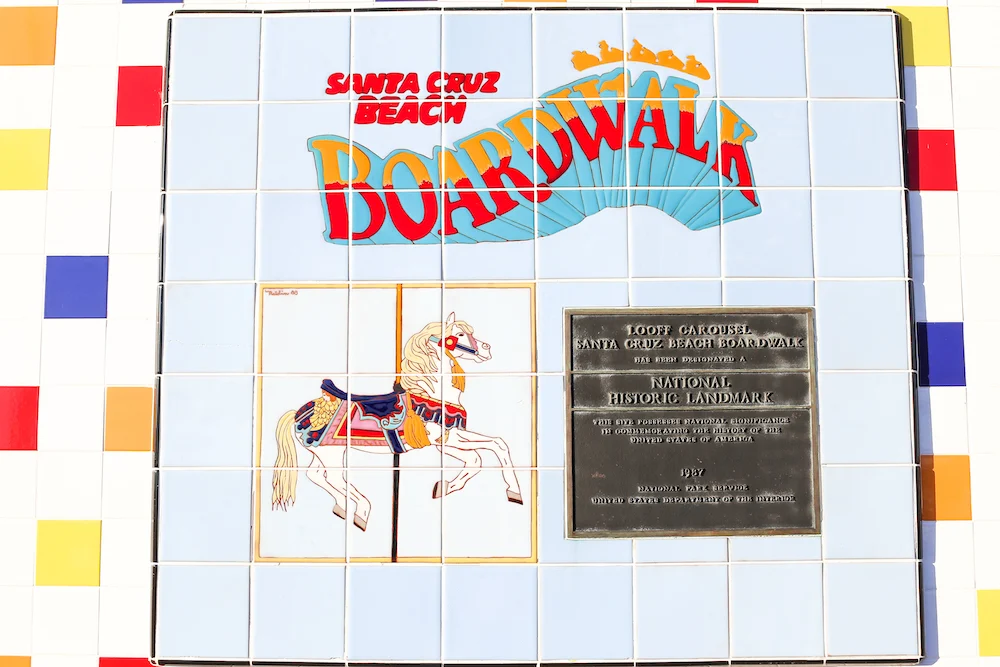 SANTA CRUZ
BEACH
BOARDWALK
LOOFF CAROUSEL
SANTA CRUZ BEACH BOARDWALK
HAS BEEN DESIGNATED A
NATIONAL
HISTORIC LANDMARK
THIS SITE POSSESSES NATIONAL SIGNIFICANCE
IN COMMEMORATING THE HISTORY OF THE
UNITED STATES OF AMERICA
1987
NATIONAL PARK SERVICE
UNITED STATES DEPARTMENT OF THE INTERIOR